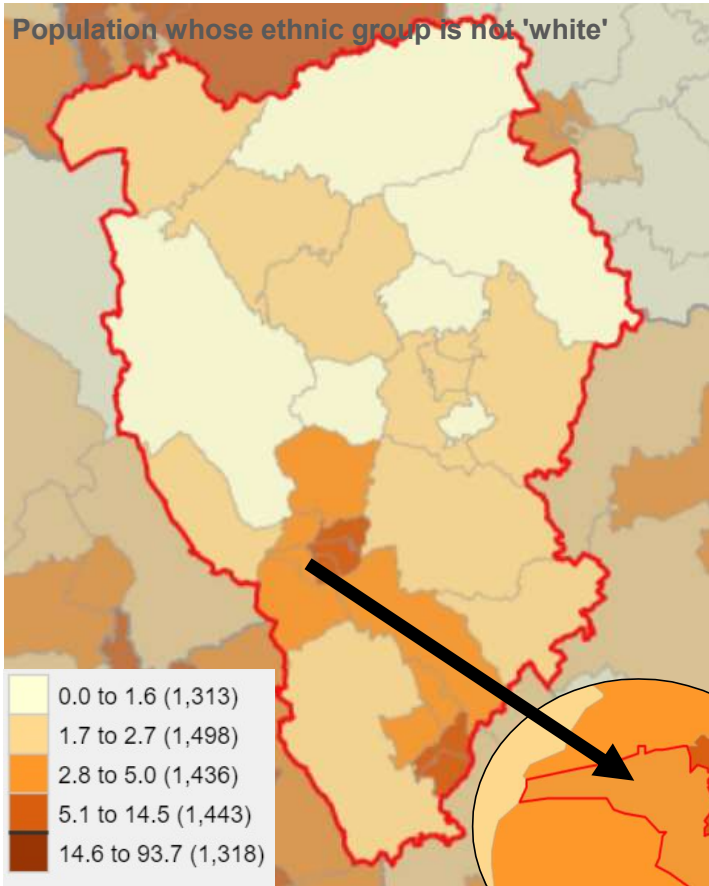 Population whose ethnic group is not 'white'
0.0 to 1.6 (1,313)
1.7 to 2.7 (1,498)
2.8 to 5.0 (1,436)
5.1 to 14.5 (1,443)
14.6 to 93.7 (1,318)